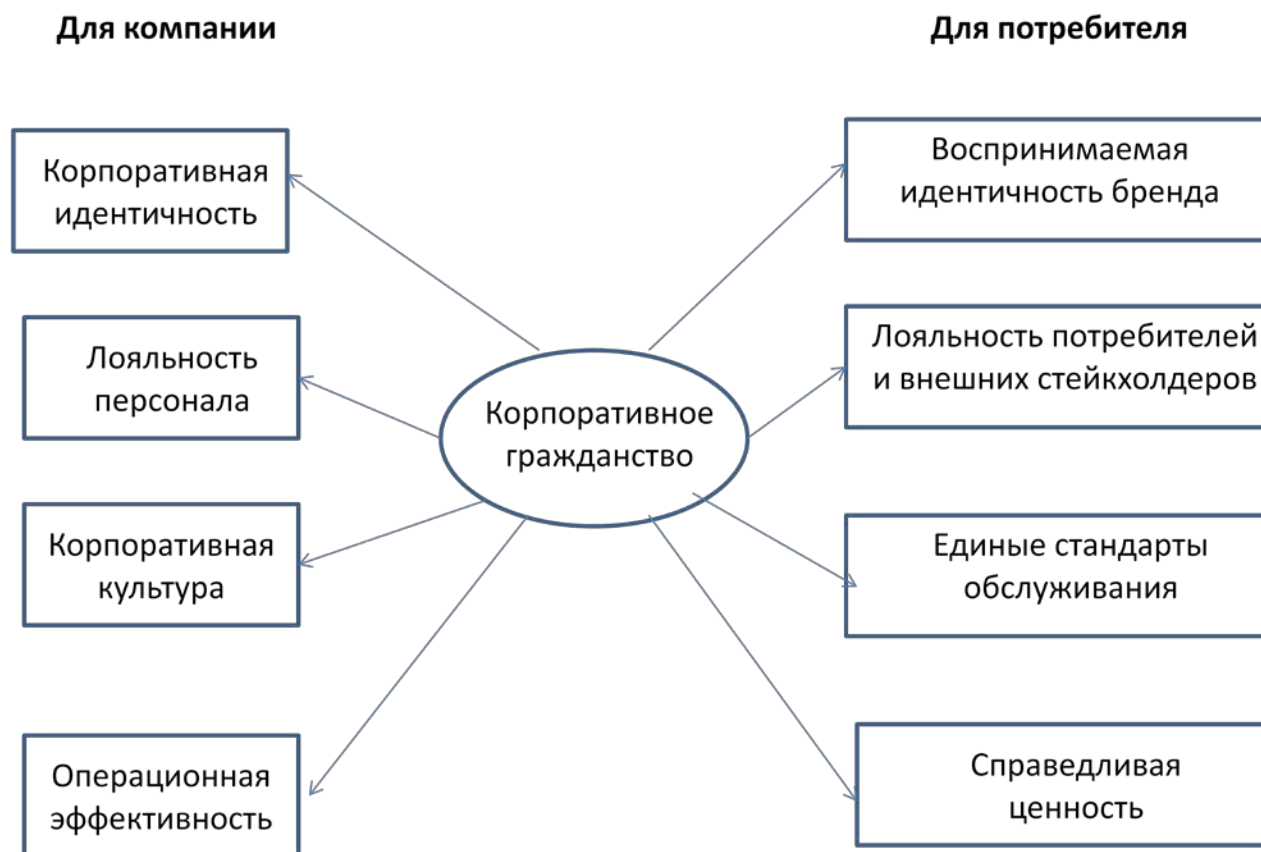 Для компании
Для потребителя
Корпоративная
идентичность
Воспринимаемая
идентичность бренда
Лояльность
персонала
Лояльность потребителей
и внешних стейкхолдеров
Корпоративное
гражданство
Корпоративная
культура
Единые стандарты
обслуживания
Операционная
эффективность
Справедливая
ценность